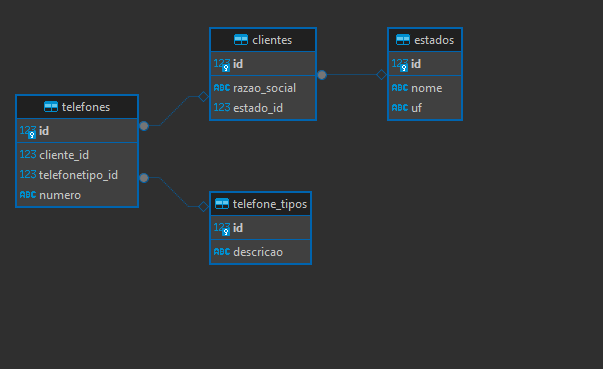 clientes
123 id
ABC razao_social
123 estado_id
estados
123 id
ABC nome
ABC uf
telefones
123 id
123 cliente_id
123 telefonetipo_id
ABC numero
telefone_tipos
123 id
ABC descricao